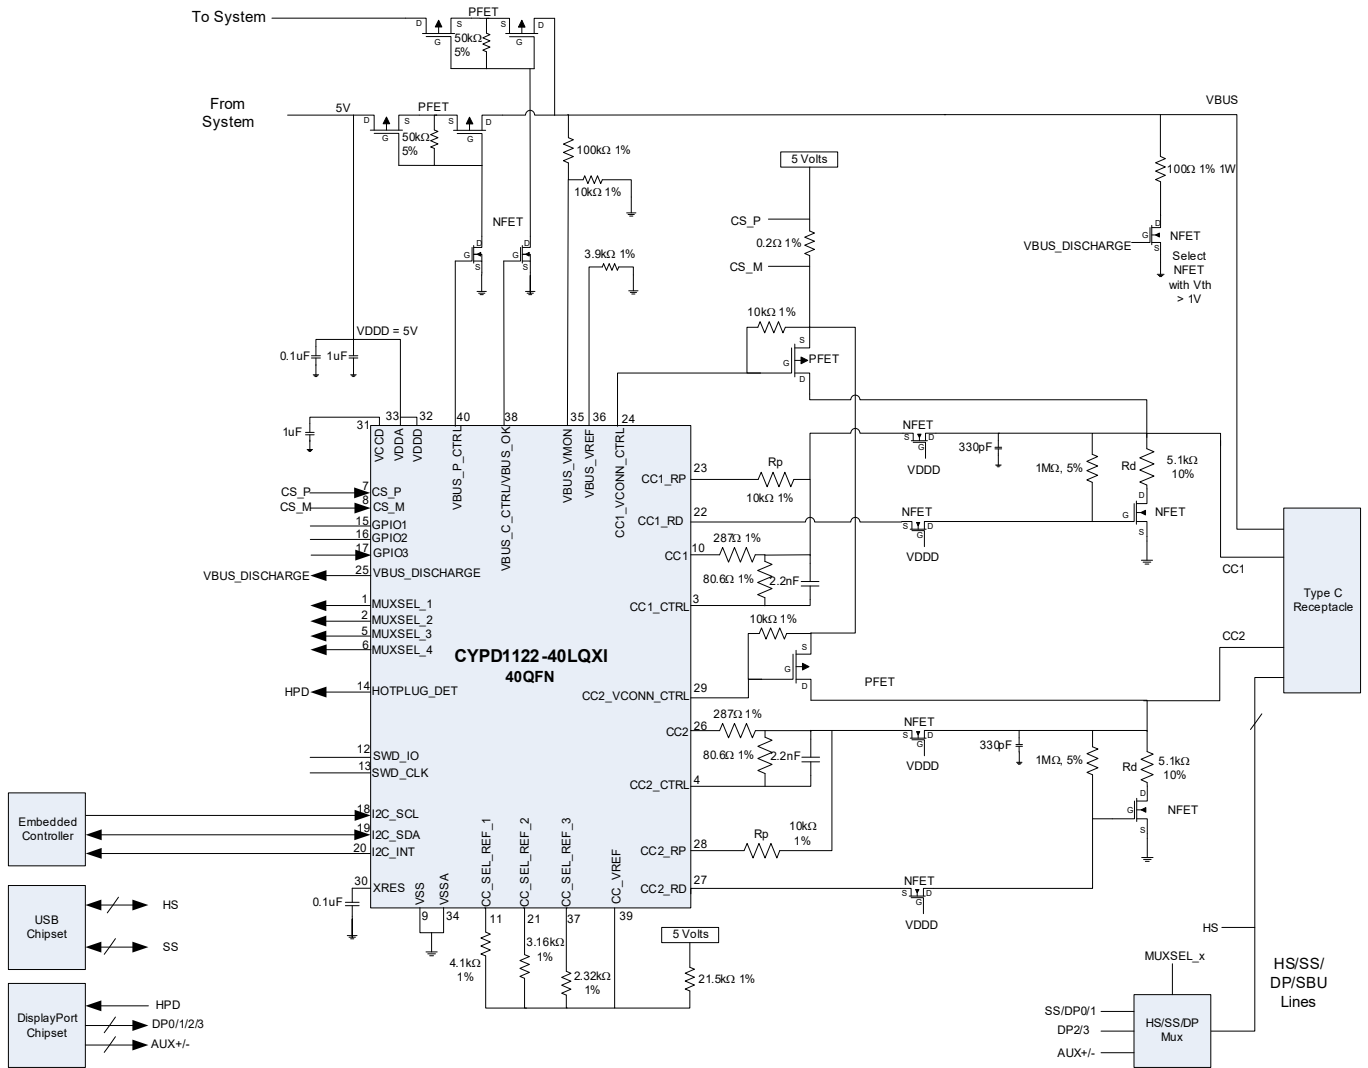 To System
D
S
PFET
S
D
G
50kΩ
5%
G
From
System
5V
D
PFET
S
S
D
G
50kΩ
5%
G
VBUS
100kΩ 1%
10kΩ 1%
5 Volts
100Ω 1% 1W
NFET
D
G
S
D
G
S
3.9kΩ 1%
CS_P
0.2Ω 1%
CS_M
VBUS_DISCHARGE
D
G
S
NFET
Select
NFET
with Vth
> 1V
10kΩ 1%
VDDD = 5V
0.1uF
1uF
S
G
D
PFET
1uF
31
33
32
40
38
35
36
24
VCCD
VDDA
VDDD
VBUS_P_CTRL
VBUS_C_CTRL/VBUS_OK
VBUS_VMON
VBUS_VREF
CC1_VCONN_CTRL
NFET
S
D
G
VDDD
330pF
1MΩ, 5%
Rd
5.1kΩ
10%
D
G
S
NFET
CS_P
7
CS_P
CS_M
8
CS_M
15
GPIO1
16
GPIO2
17
GPIO3
VBUS_DISCHARGE
25
VBUS_DISCHARGE
1
MUXSEL_1
2
MUXSEL_2
5
MUXSEL_3
6
MUXSEL_4
HPD
14
HOTPLUG_DET
12
SWD_IO
13
SWD_CLK
18
I2C_SCL
19
I2C_SDA
20
I2C_INT
30
XRES
0.1uF
CYPD1122-40LQXI
40QFN
CC1_RP
23
Rp
10kΩ 1%
CC1_RD
22
NFET
S
D
G
VDDD
CC1
10
287Ω 1%
80.6Ω 1%
2.2nF
CC1_CTRL
3
10kΩ 1%
S
G
D
PFET
CC2_VCONN_CTRL
29
CC2
26
287Ω 1%
80.6Ω 1%
2.2nF
CC2_CTRL
4
NFET
S
D
G
VDDD
330pF
1MΩ, 5%
Rd
5.1kΩ
10%
D
G
S
NFET
CC2_RP
28
Rp
10kΩ
1%
CC2_RD
27
NFET
S
D
G
VDDD
CC1
CC2
Type C
Receptacle
VSS
VSSA
CC_SEL_REF_1
CC_SEL_REF_2
CC_SEL_REF_3
CC_VREF
9
34
11
21
37
39
4.1kΩ
1%
3.16kΩ
1%
2.32kΩ
1%
5 Volts
21.5kΩ 1%
Embedded
Controller
USB
Chipset
HS
SS
DisplayPort
Chipset
HPD
DP0/1/2/3
AUX+/-
HS
MUXSEL_x
HS/SS/
DP/SBU
Lines
SS/DP0/1
DP2/3
AUX+/-
HS/SS/DP
Mux